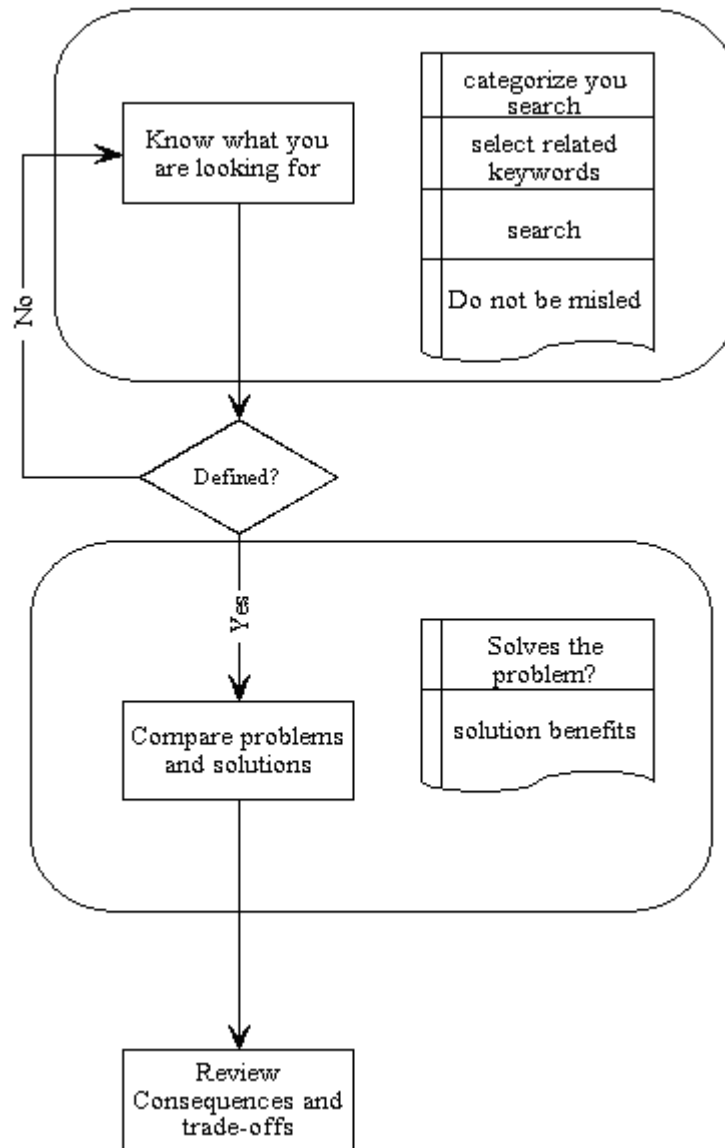 categorize you
search
Know what you
are looking for
select related
keywords
search
Do not be misled
No
Defined?
Yes
Solves the
problem?
Compare problems
and solutions
solution benefits
Review
Consequences and
trade-offs